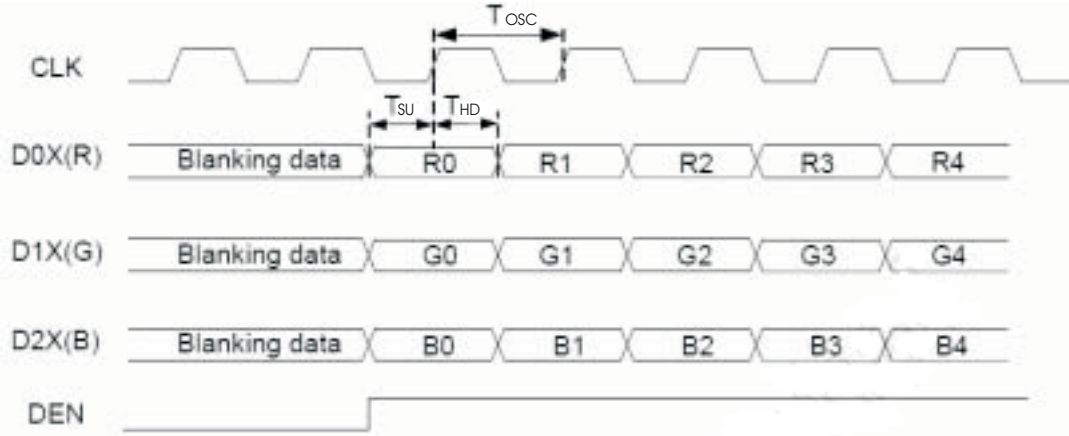 T OSC
CLK
TSU THD
D0X(R) Blanking data R0 R1 R2 R3 R4
D1X(G) Blanking data G0 G1 G2 G3 G4
D2X(B) Blanking data B0 B1 B2 B3 B4
DEN